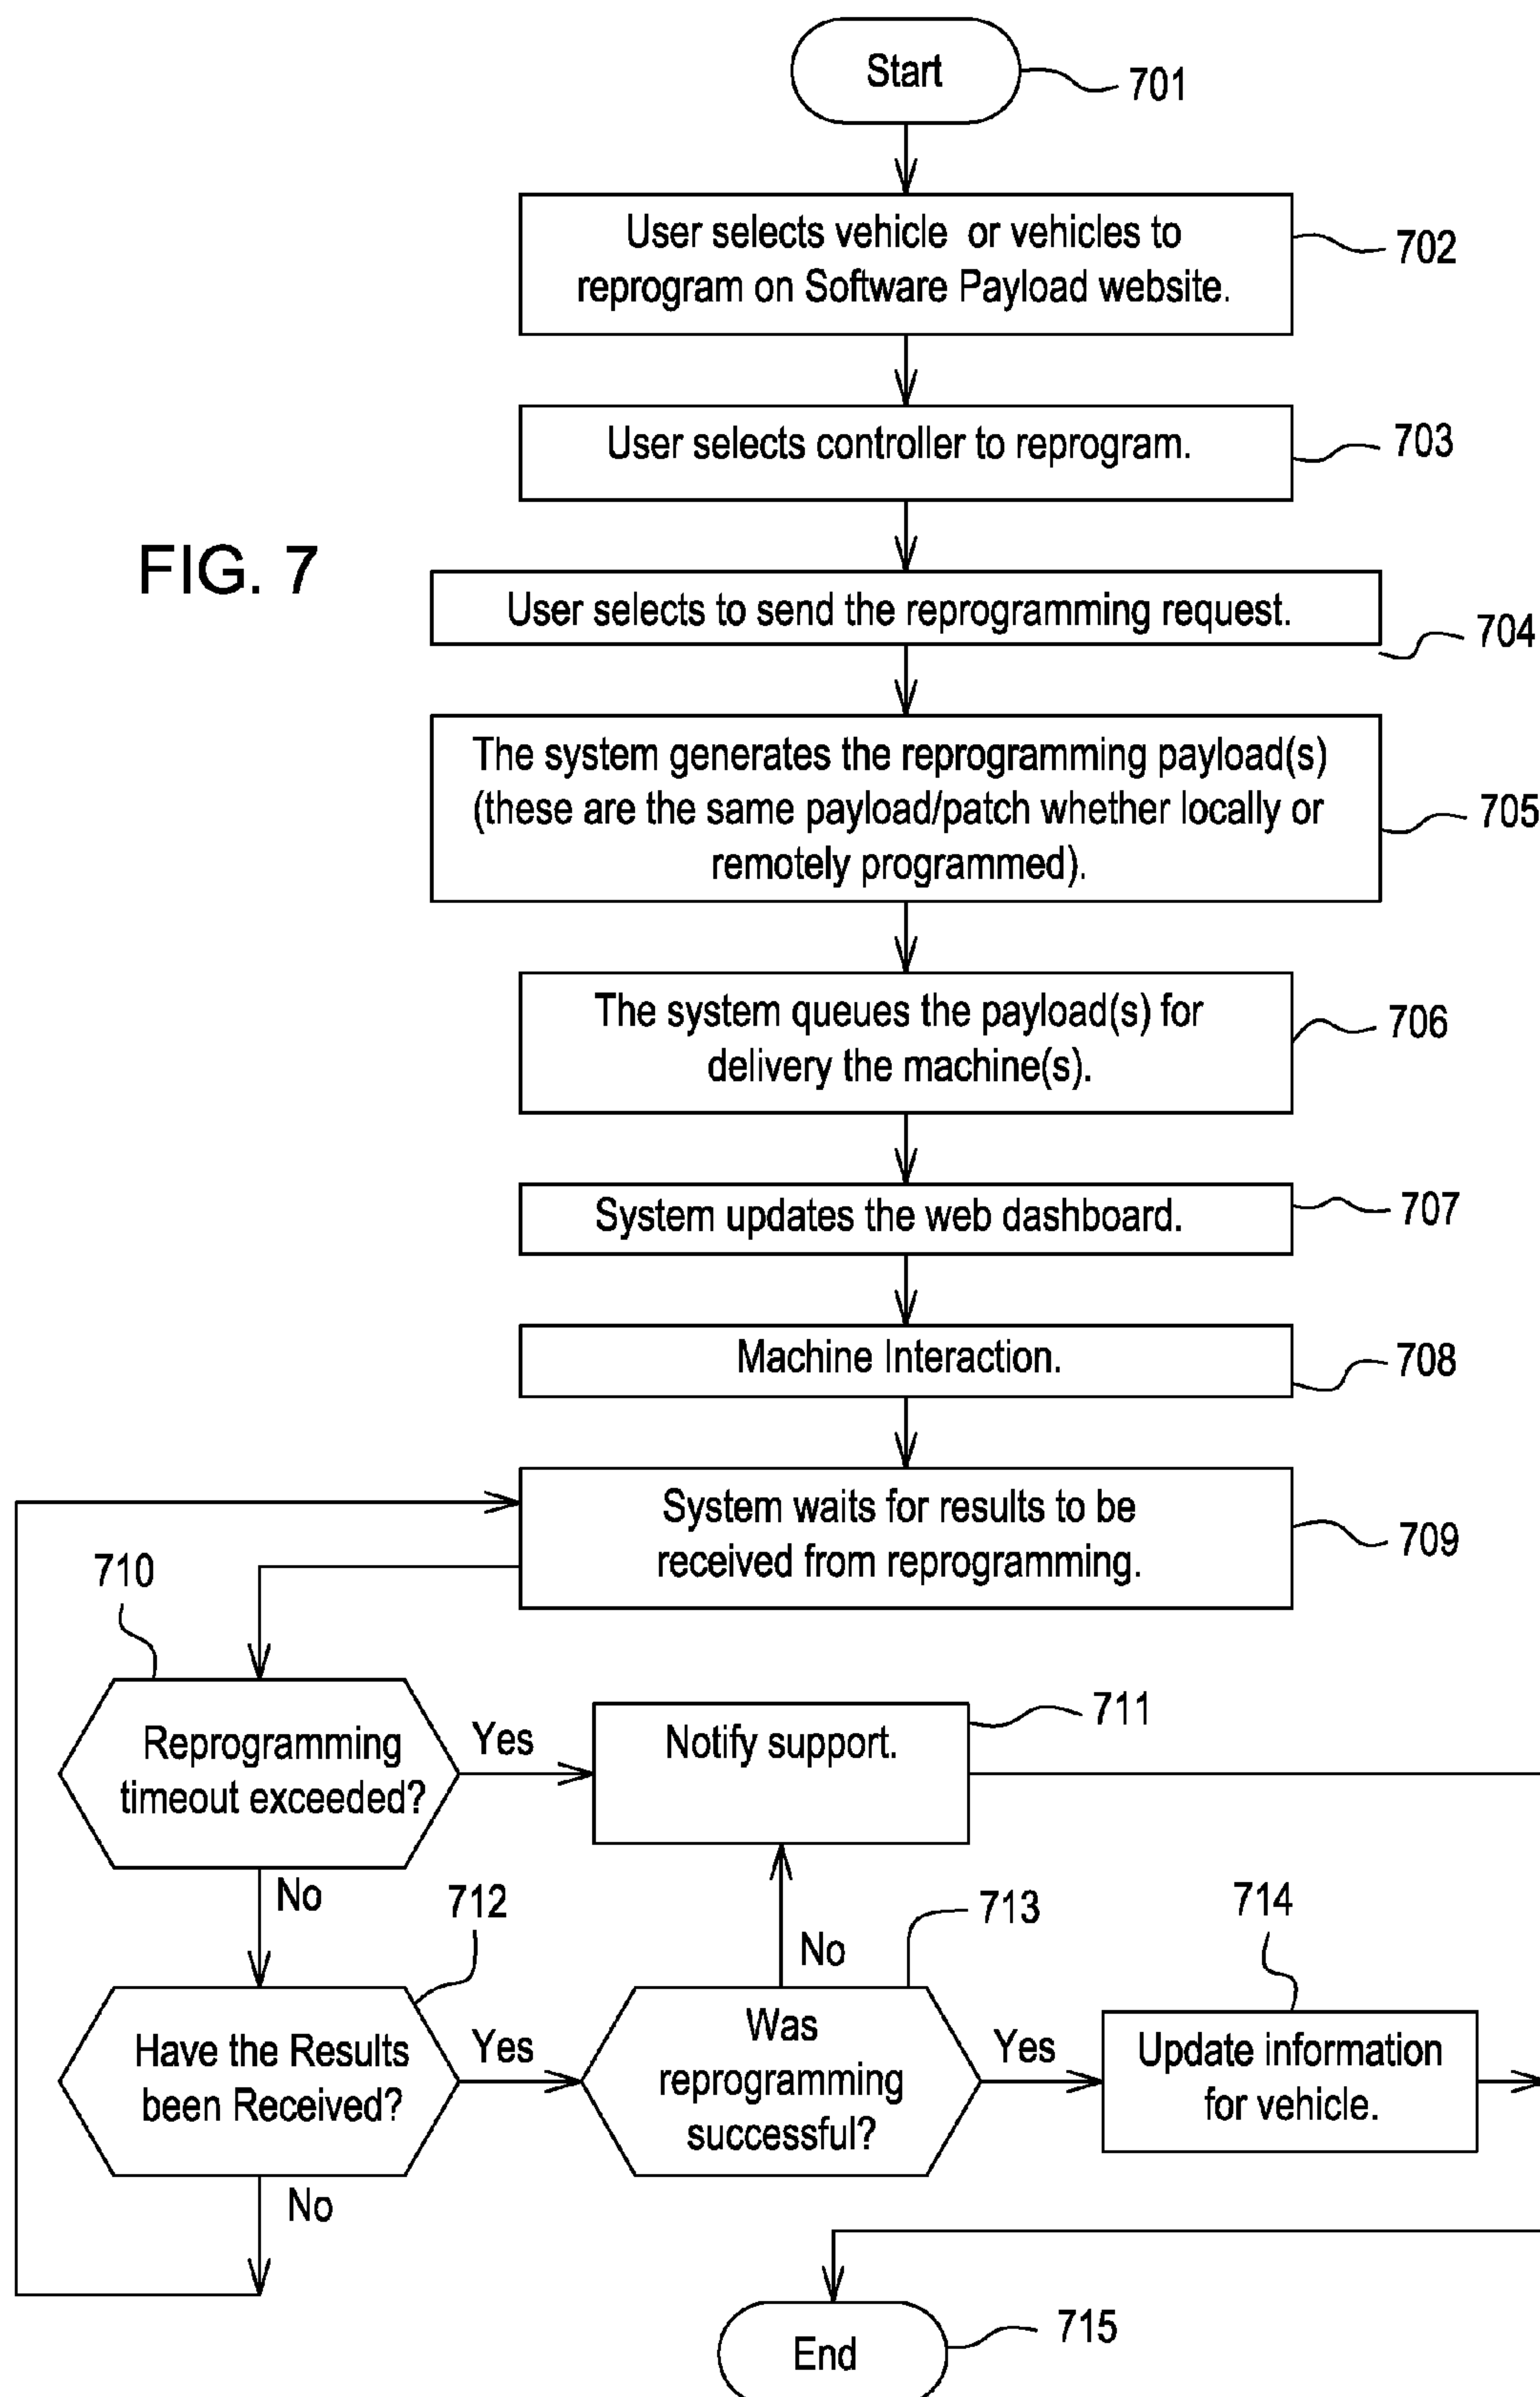 Start
701
User selects vehicle or vehicles to
reprogram on Software Payload website.
702
User selects controller to reprogram.
703
FIG. 7
User selects to send the reprogramming request.
704
The system generates the reprogramming payload(s)
(these are the same payload/patch whether locally or
remotely programmed).
705
The system queues the payload(s) for
delivery the machine(s).
706
System updates the web dashboard.
707
Machine Interaction.
708
System waits for results to be
received from reprogramming.
709
710
Reprogramming
timeout exceeded?
Yes
Notify support.
711
No
712
Have the Results
been Received?
Yes
No
713
Was
reprogramming
successful?
Yes
714
Update information
for vehicle.
No
End
715